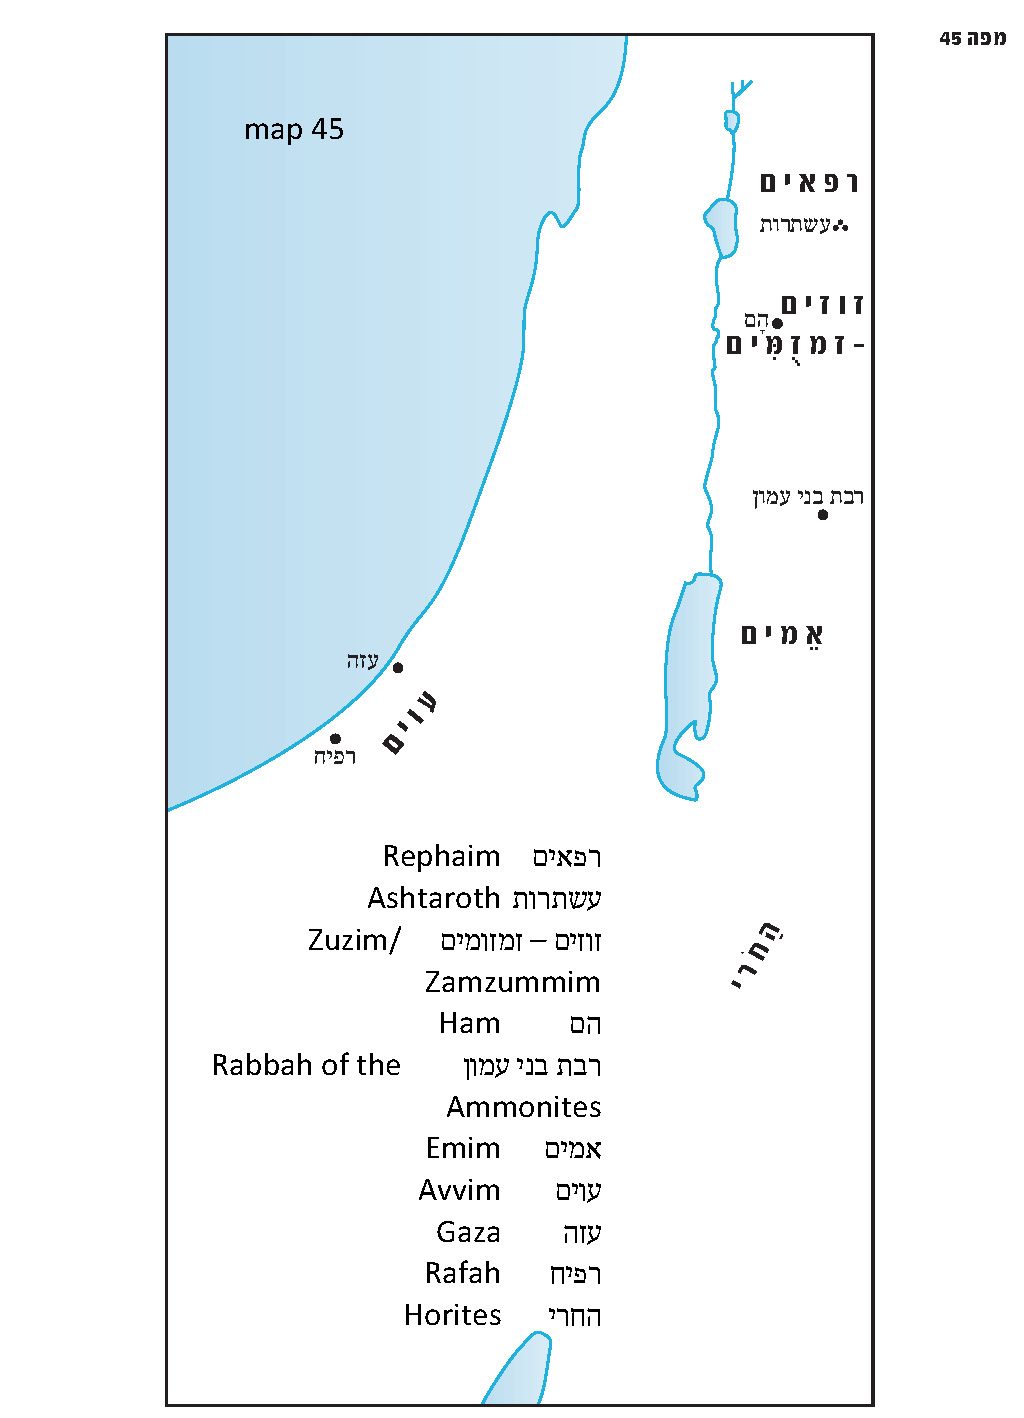 מפה 45
map 45
רפאים
עשתרות
זוזים
הָם
- זמזֻמִּים
רבת בני עמון
אֵמים
עזה
עוים
רפיח
Rephaim רפאים
Ashtaroth עשתרות
Zuzim/ זוזים – זמזומים
Zamzummim
Ham הם
Rabbah of the רבת בני עמון
Ammonites
Emim אמים
Avvim עוים
Gaza עזה
Rafah רפיח
Horites החרי
הַחֹרי